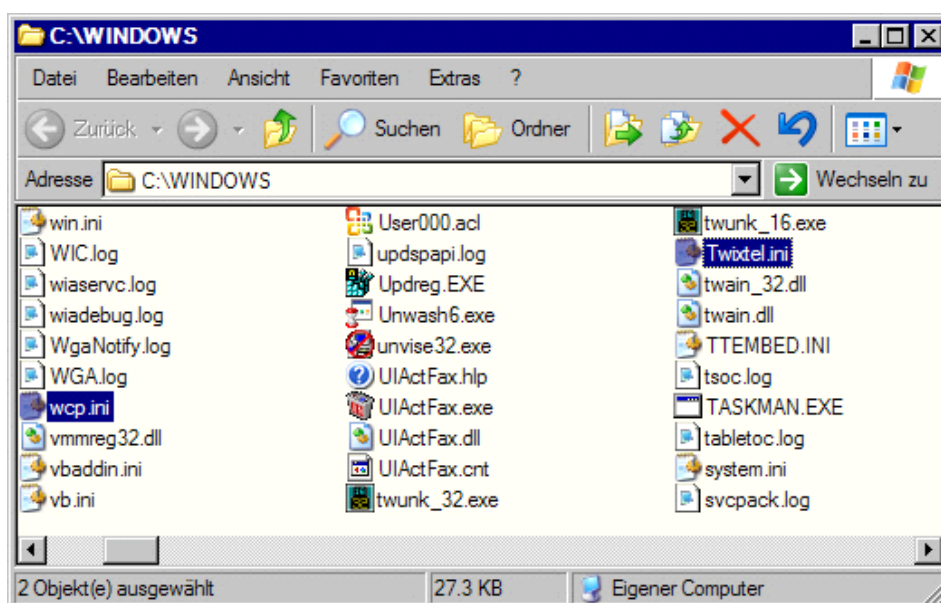 C:\WINDOWS
Datei Bearbeiten Ansicht Favoriten Extras ?
Zurück Suchen Ordner
Adresse C:\WINDOWS Wechseln zu
win.ini
WIC.log
wiaservc.log
wiadebug.log
WgaNotify.log
WGA.log
wcp.ini
vmmreg32.dll
vbaddin.ini
vb.ini
User000.acl
updspapi.log
Updreg.EXE
Unwash6.exe
unvise32.exe
UIActFax.hlp
UIActFax.exe
UIActFax.dll
UIActFax.cnt
twunk_32.exe
twunk_16.exe
Twixtel.ini
twain_32.dll
twain.dll
TTEMBED.INI
tsoc.log
TASKMAN.EXE
tabletoc.log
system.ini
svcpack.log
2 Objekt(e) ausgewählt 27.3 KB Eigener Computer